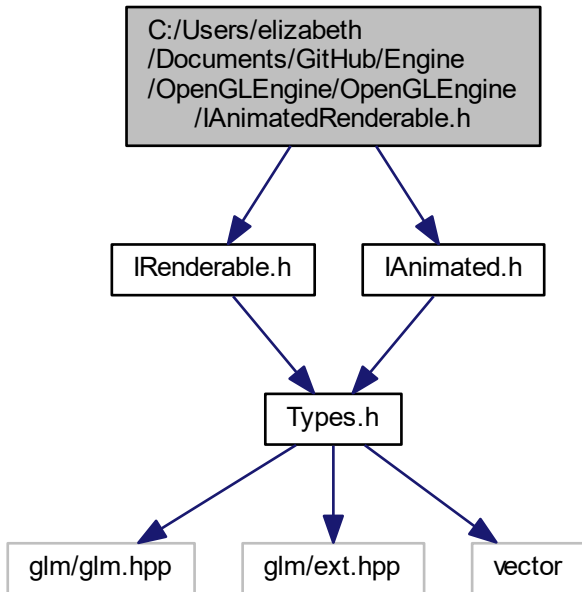 C:/Users/elizabeth
/Documents/GitHub/Engine
/OpenGLEngine/OpenGLEngine
/IAnimatedRenderable.h
IRenderable.h
IAnimated.h
Types.h
glm/glm.hpp
glm/ext.hpp
vector